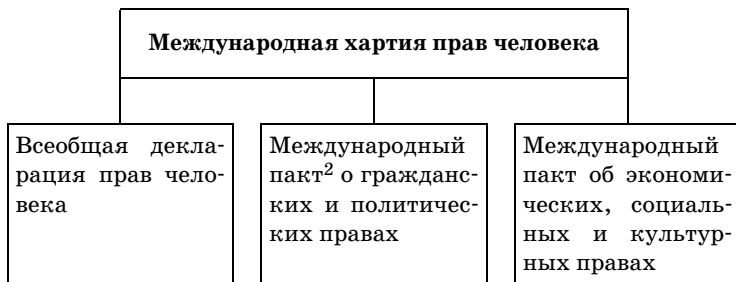 Международная хартия прав человека
Всеобщая декла-
рация прав чело-
века
Международный
пакт² о гражданс-
ких и политичес-
ких правах
Международный
пакт об экономи-
ческих, социаль-
ных и культур-
ных правах